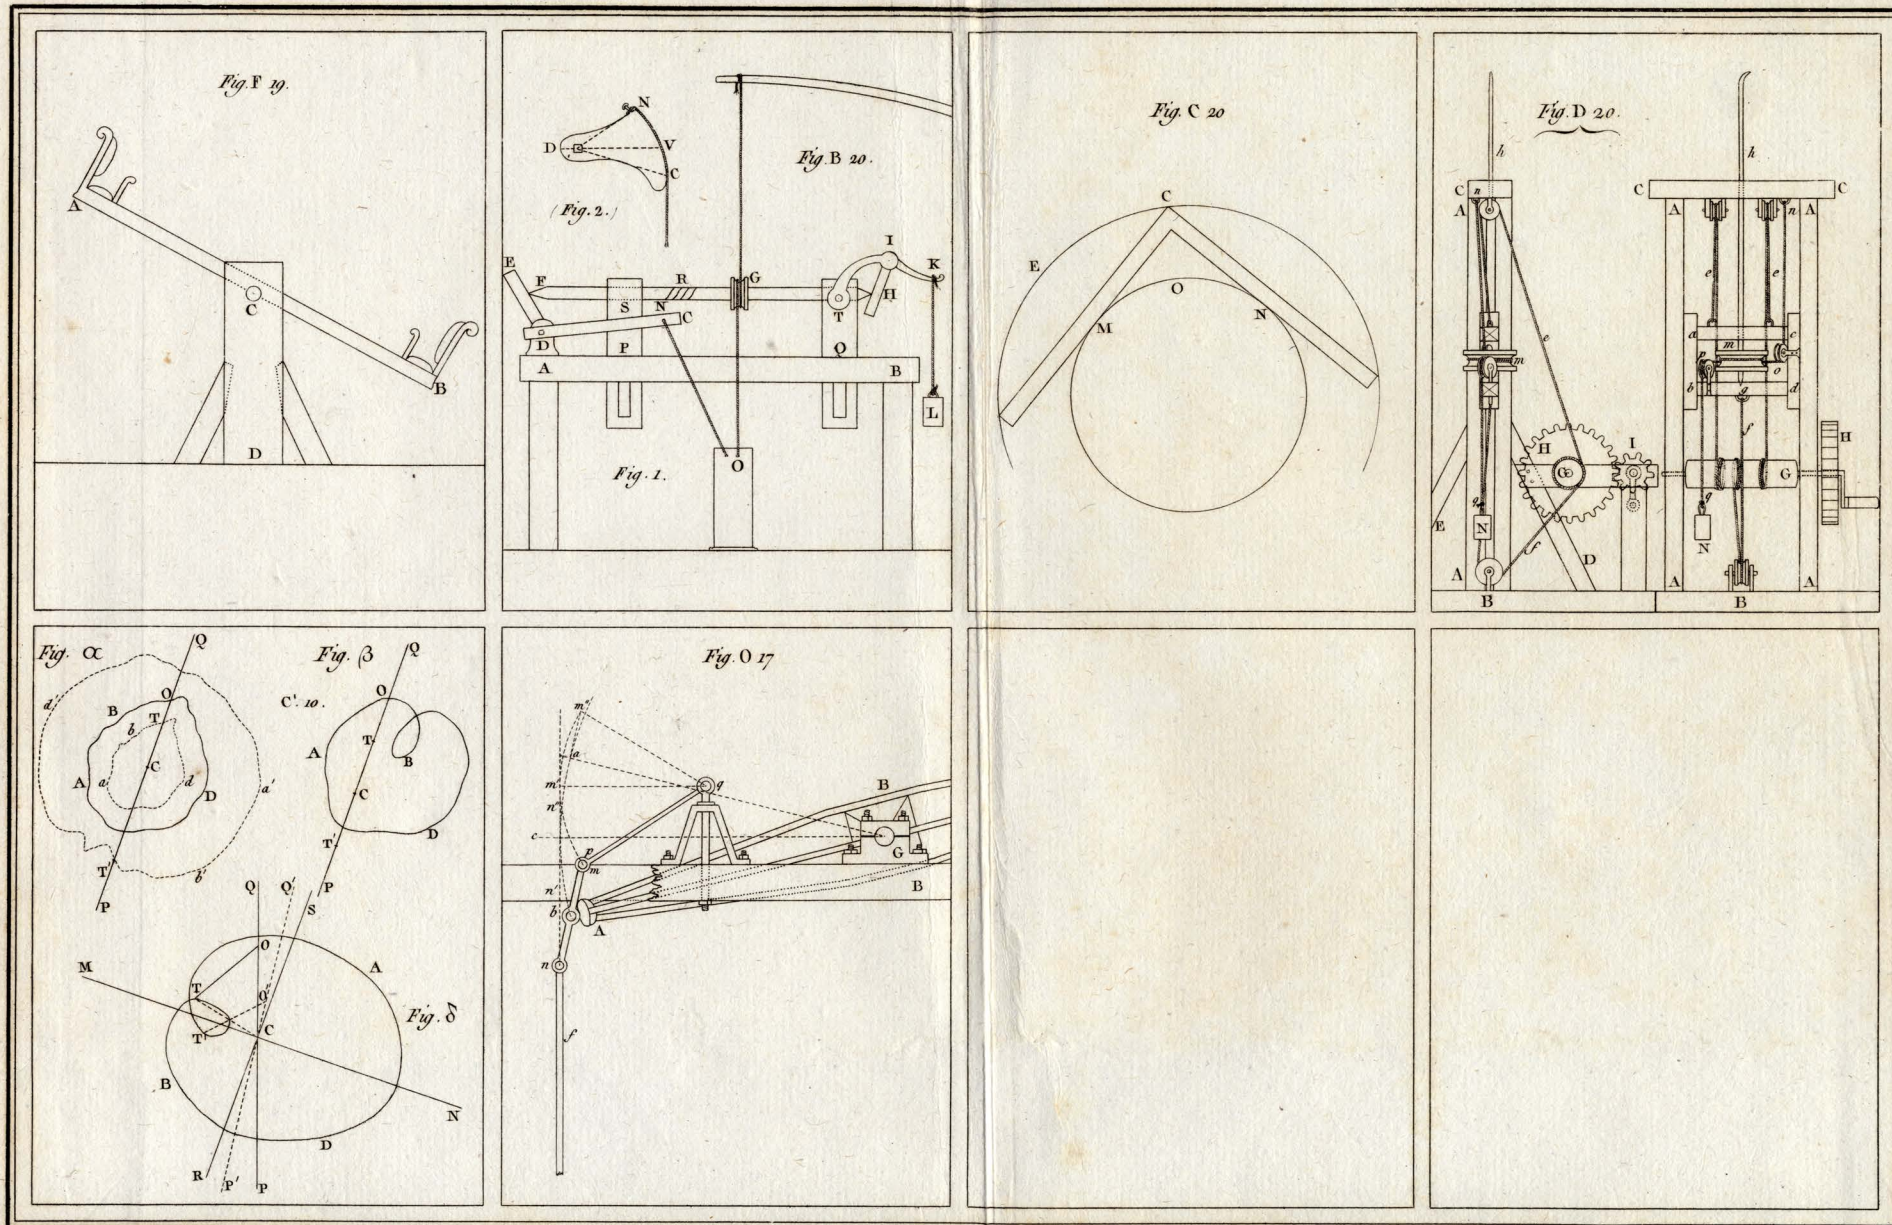 Fig. F 19.
A
C
B
D
Fig. B 20.
N
D
V
C
(Fig. 2.)
I
K
E
F
R
G
S
N
H
T
C
D
P
Q
A
B
L
O
Fig. 1.
Fig. C 20
C
E
O
M
N
Fig. D 20.
h
C
n
A
e
m
H
G
I
q
N
E
f
D
A
B
h
C
C
A
A
n
e
e
a
c
m
p
o
b
d
g
f
H
G
q
N
A
A
B
Fig. α
Q
d'
O
B
T
b
C
A
a
d
D
a'
T'
b'
P
Fig. β
C'. 10.
Q
O
A
T
B
C
D
T'
P
Fig. δ
Q
Q'
S
O
M
A
T
O'
C
T'
B
N
D
R
P'
P
Fig. O 17
m''
a
m'
q
n''
B
c
G
p
m
n'
B
b
A
n
f